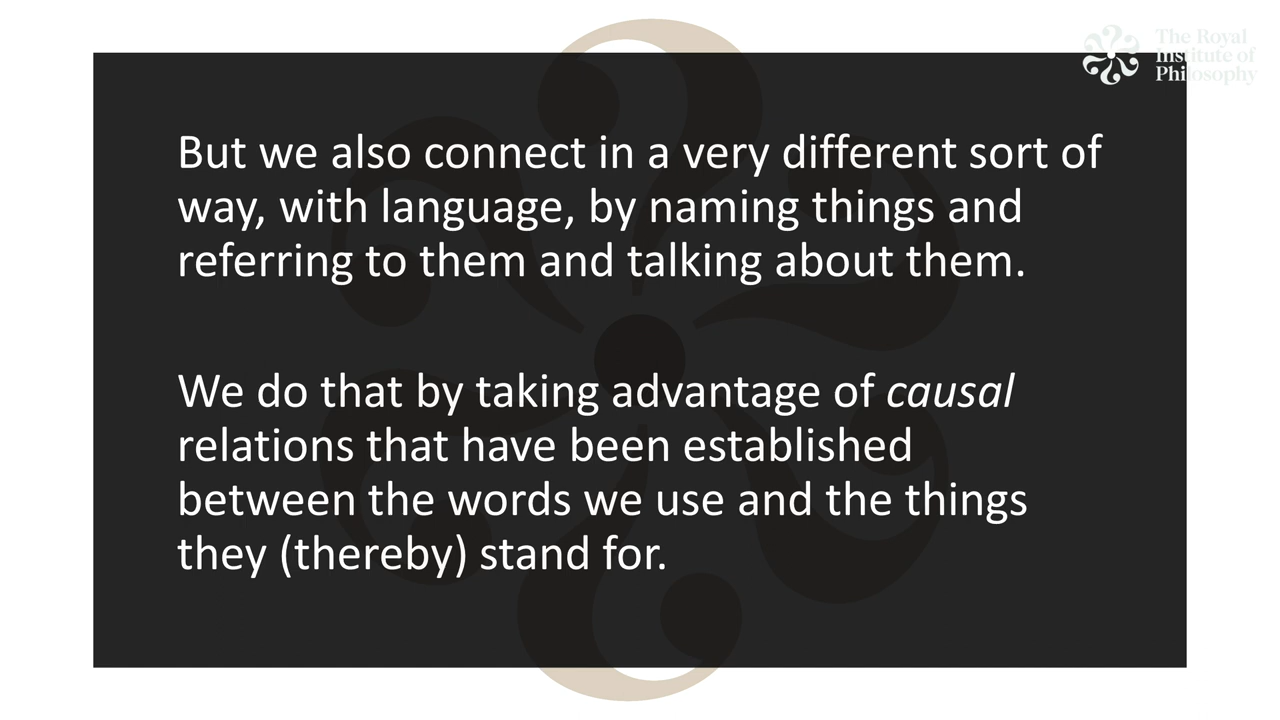 The Royal
Institute of
Philosophy
But we also connect in a very different sort of
way, with language, by naming things and
referring to them and talking about them.
We do that by taking advantage of causal
relations that have been established
between the words we use and the things
they (thereby) stand for.